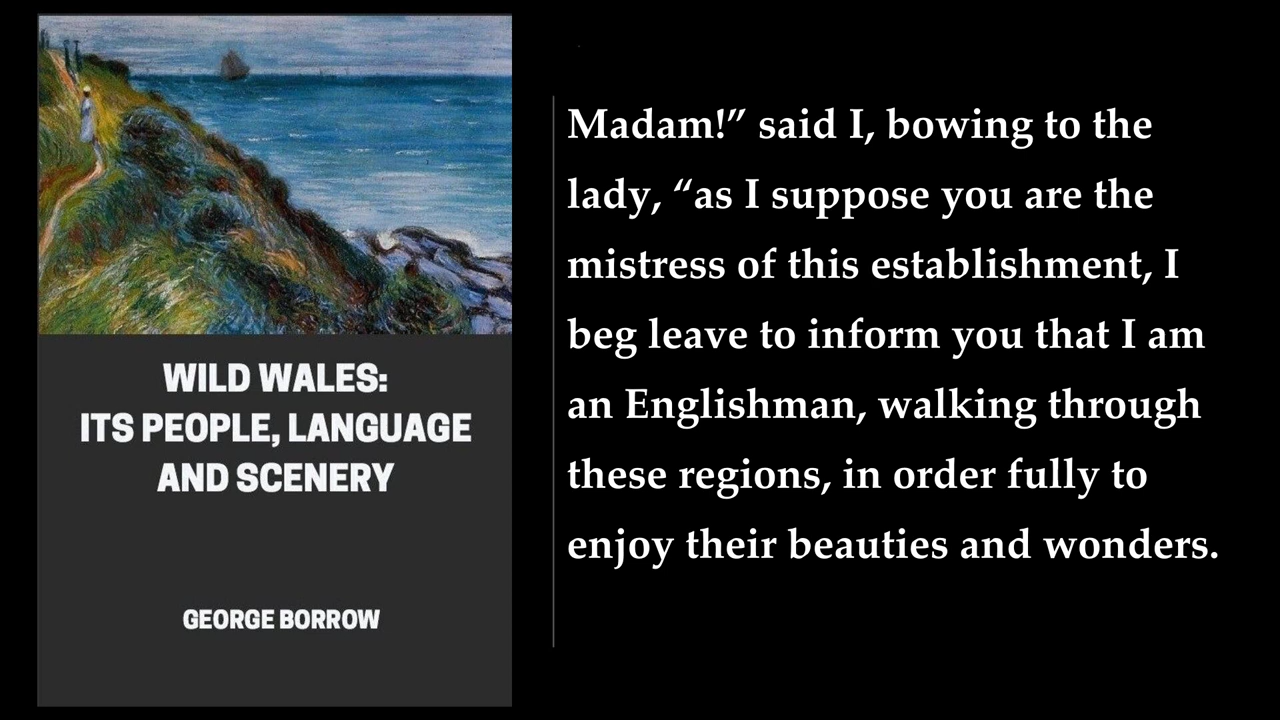 WILD WALES:
ITS PEOPLE, LANGUAGE
AND SCENERY
GEORGE BORROW
Madam!” said I, bowing to the
lady, “as I suppose you are the
mistress of this establishment, I
beg leave to inform you that I am
an Englishman, walking through
these regions, in order fully to
enjoy their beauties and wonders.